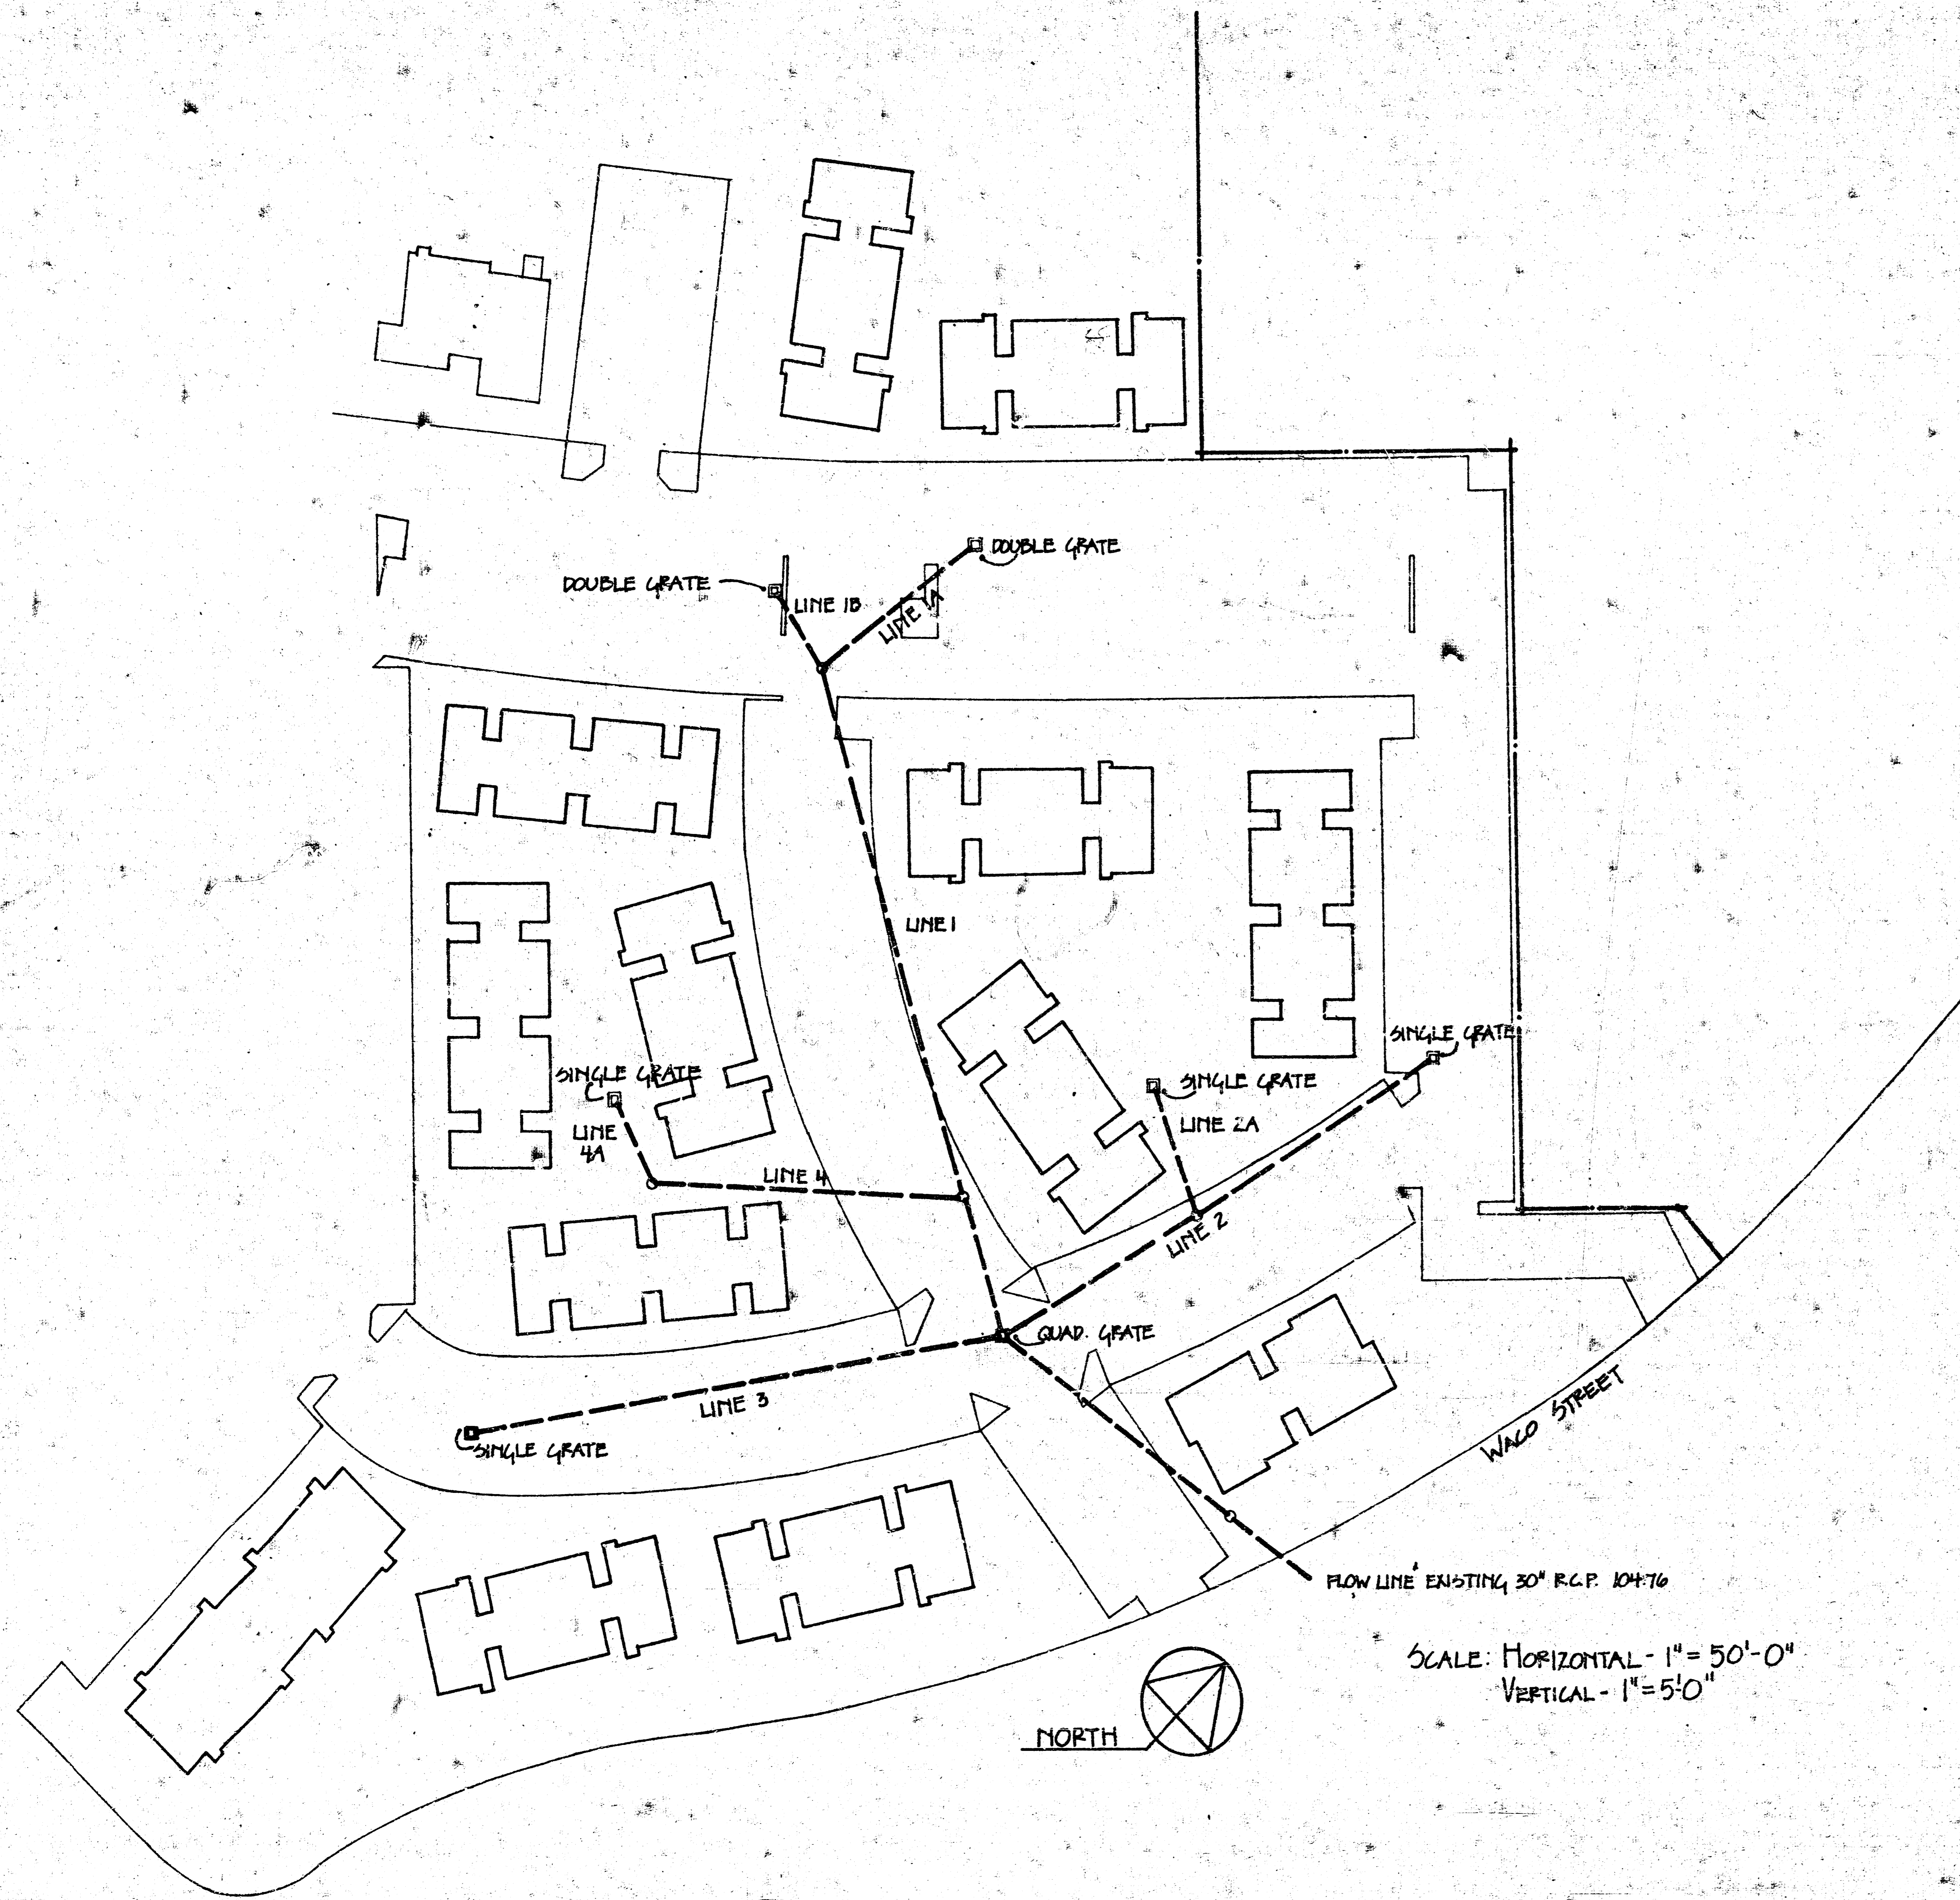 DOUBLE GRATE
DOUBLE GRATE
LINE 1B
LINE 1A
LINE 1
SINGLE GRATE
SINGLE GRATE
SINGLE GRATE
LINE 2A
LINE
4A
LINE 4
LINE 2
QUAD. GRATE
LINE 3
SINGLE GRATE
WACO STREET
FLOW LINE EXISTING 30" R.C.P. 104.76
SCALE: HORIZONTAL - 1" = 50'-0"
VERTICAL - 1" = 5'-0"
NORTH